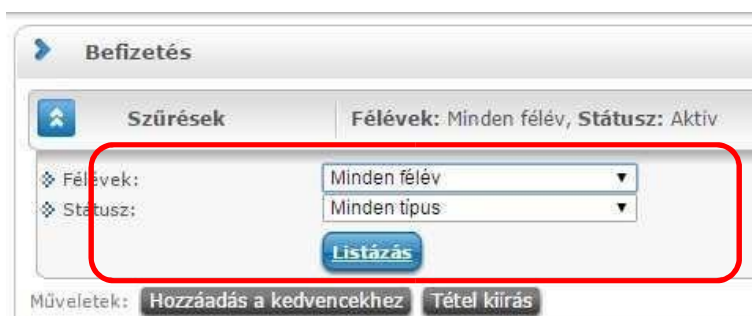 Befizetés
Szűrések Félévek: Minden félév, Státusz: Aktív
Félévek: Minden félév
Státusz: Minden típus
Listázás
Műveletek: Hozzáadás a kedvencekhez Tétel kiírás